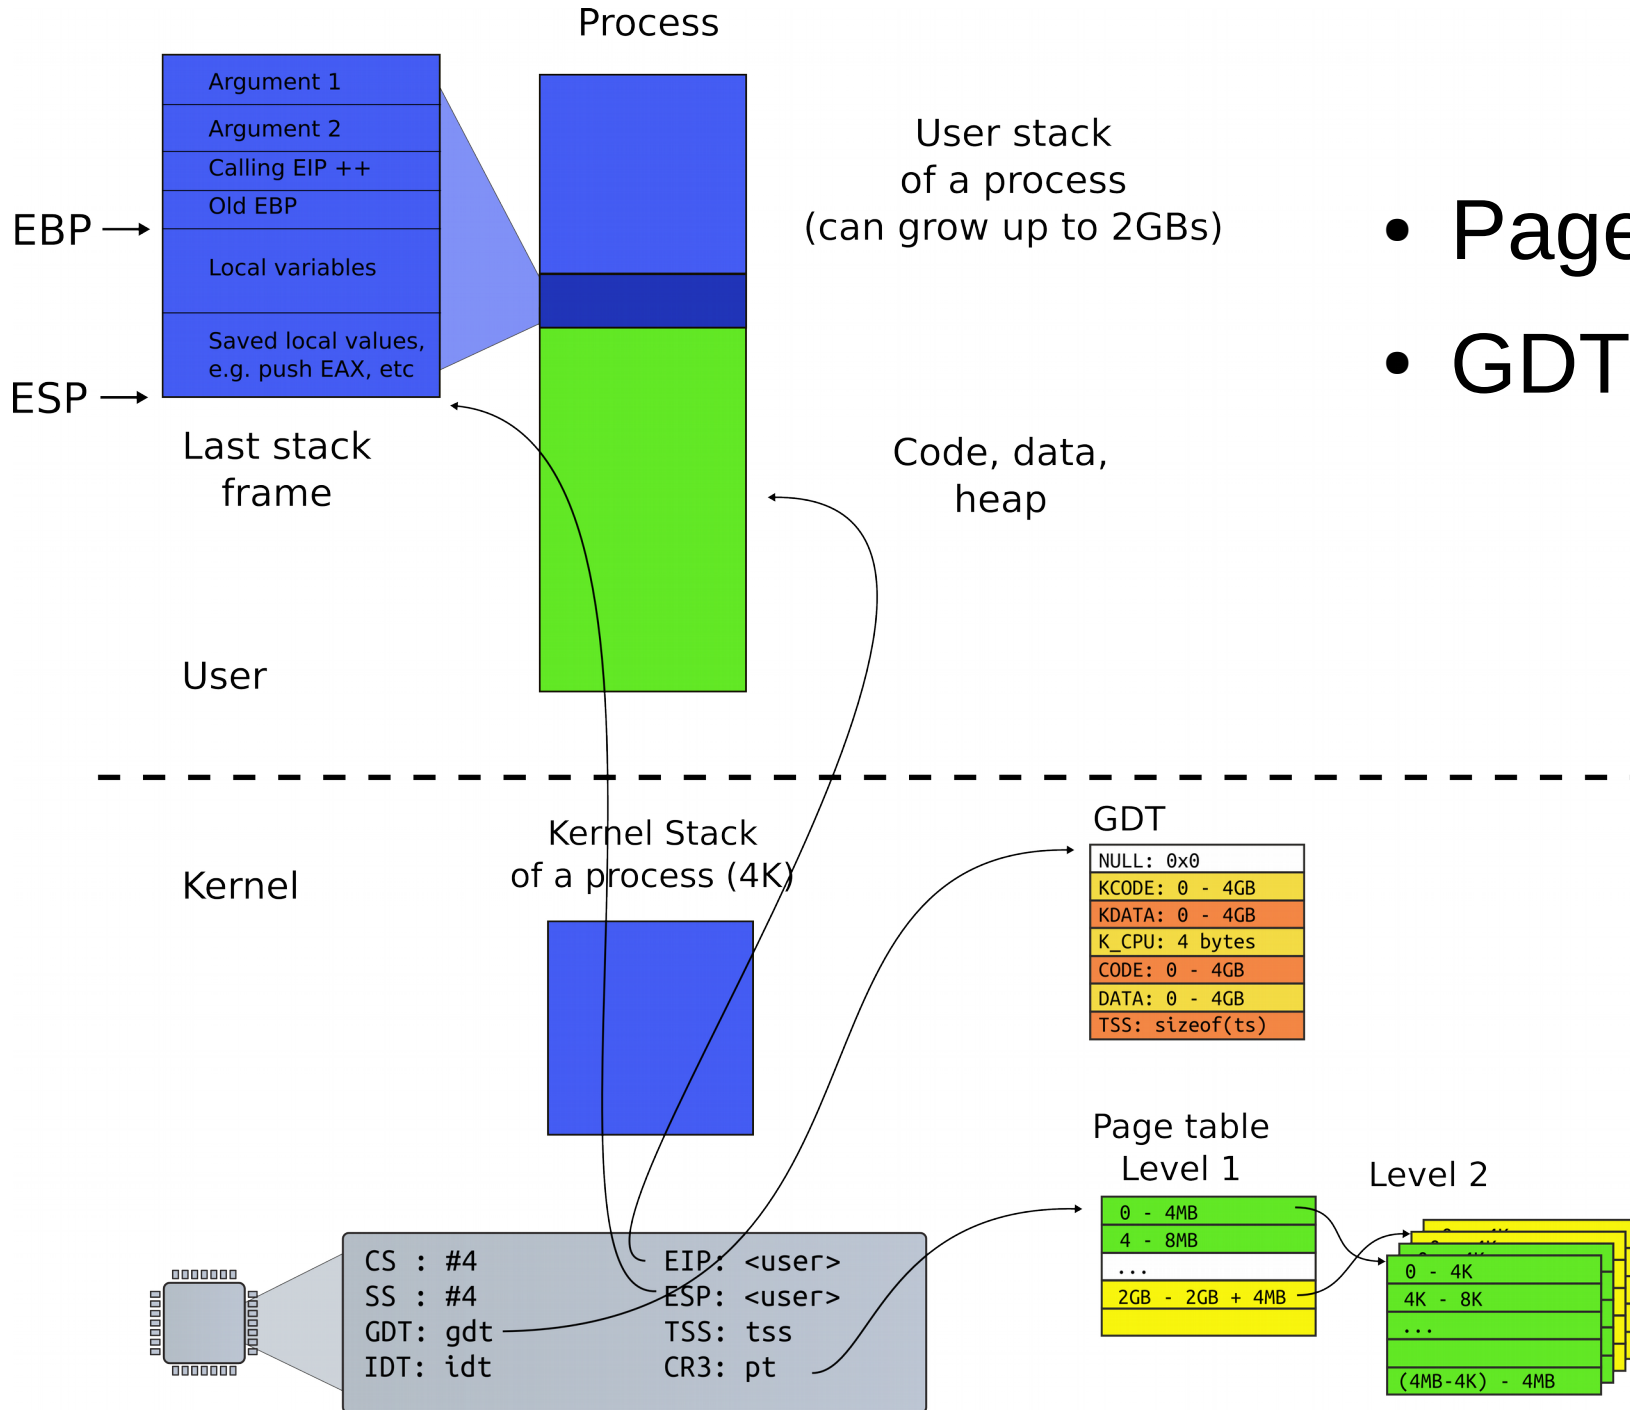 Process
Argument 1
Argument 2
Calling EIP ++
Old EBP
Local variables
Saved local values,
e.g. push EAX, etc
EBP
ESP
Last stack
frame
User stack
of a process
(can grow up to 2GBs)
• Page
• GDT
Code, data,
heap
User
Kernel
Kernel Stack
of a process (4K)
GDT
NULL: 0x0
KCODE: 0 - 4GB
KDATA: 0 - 4GB
K_CPU: 4 bytes
CODE: 0 - 4GB
DATA: 0 - 4GB
TSS: sizeof(ts)
Page table
Level 1
0 - 4MB
4 - 8MB
...
2GB - 2GB + 4MB
Level 2
0 - 4K
4K - 8K
...
(4MB-4K) - 4MB
CS : #4
SS : #4
GDT: gdt
IDT: idt
EIP: <user>
ESP: <user>
TSS: tss
CR3: pt